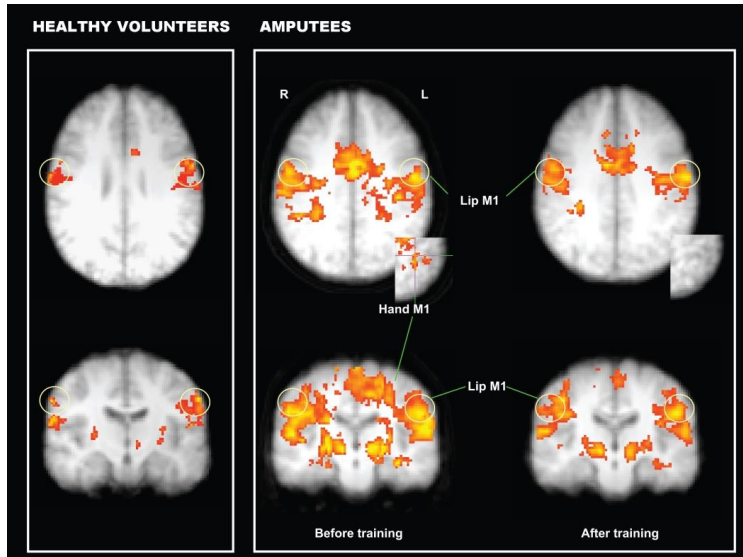 HEALTHY VOLUNTEERS
AMPUTEES
R
L
Lip M1
Hand M1
Lip M1
Before training
After training